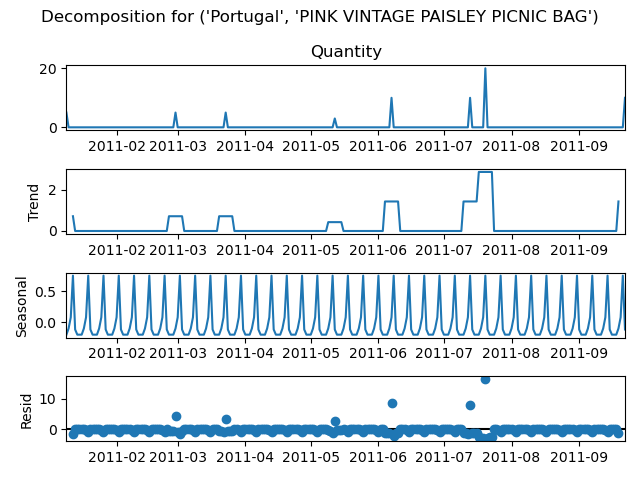 Decomposition for ('Portugal', 'PINK VINTAGE PAISLEY PICNIC BAG')
Quantity
20
0
2011-02 2011-03 2011-04 2011-05 2011-06 2011-07 2011-08 2011-09
Trend
2
0
2011-02 2011-03 2011-04 2011-05 2011-06 2011-07 2011-08 2011-09
Seasonal
0.5
0.0
2011-02 2011-03 2011-04 2011-05 2011-06 2011-07 2011-08 2011-09
Resid
10
0
2011-02 2011-03 2011-04 2011-05 2011-06 2011-07 2011-08 2011-09